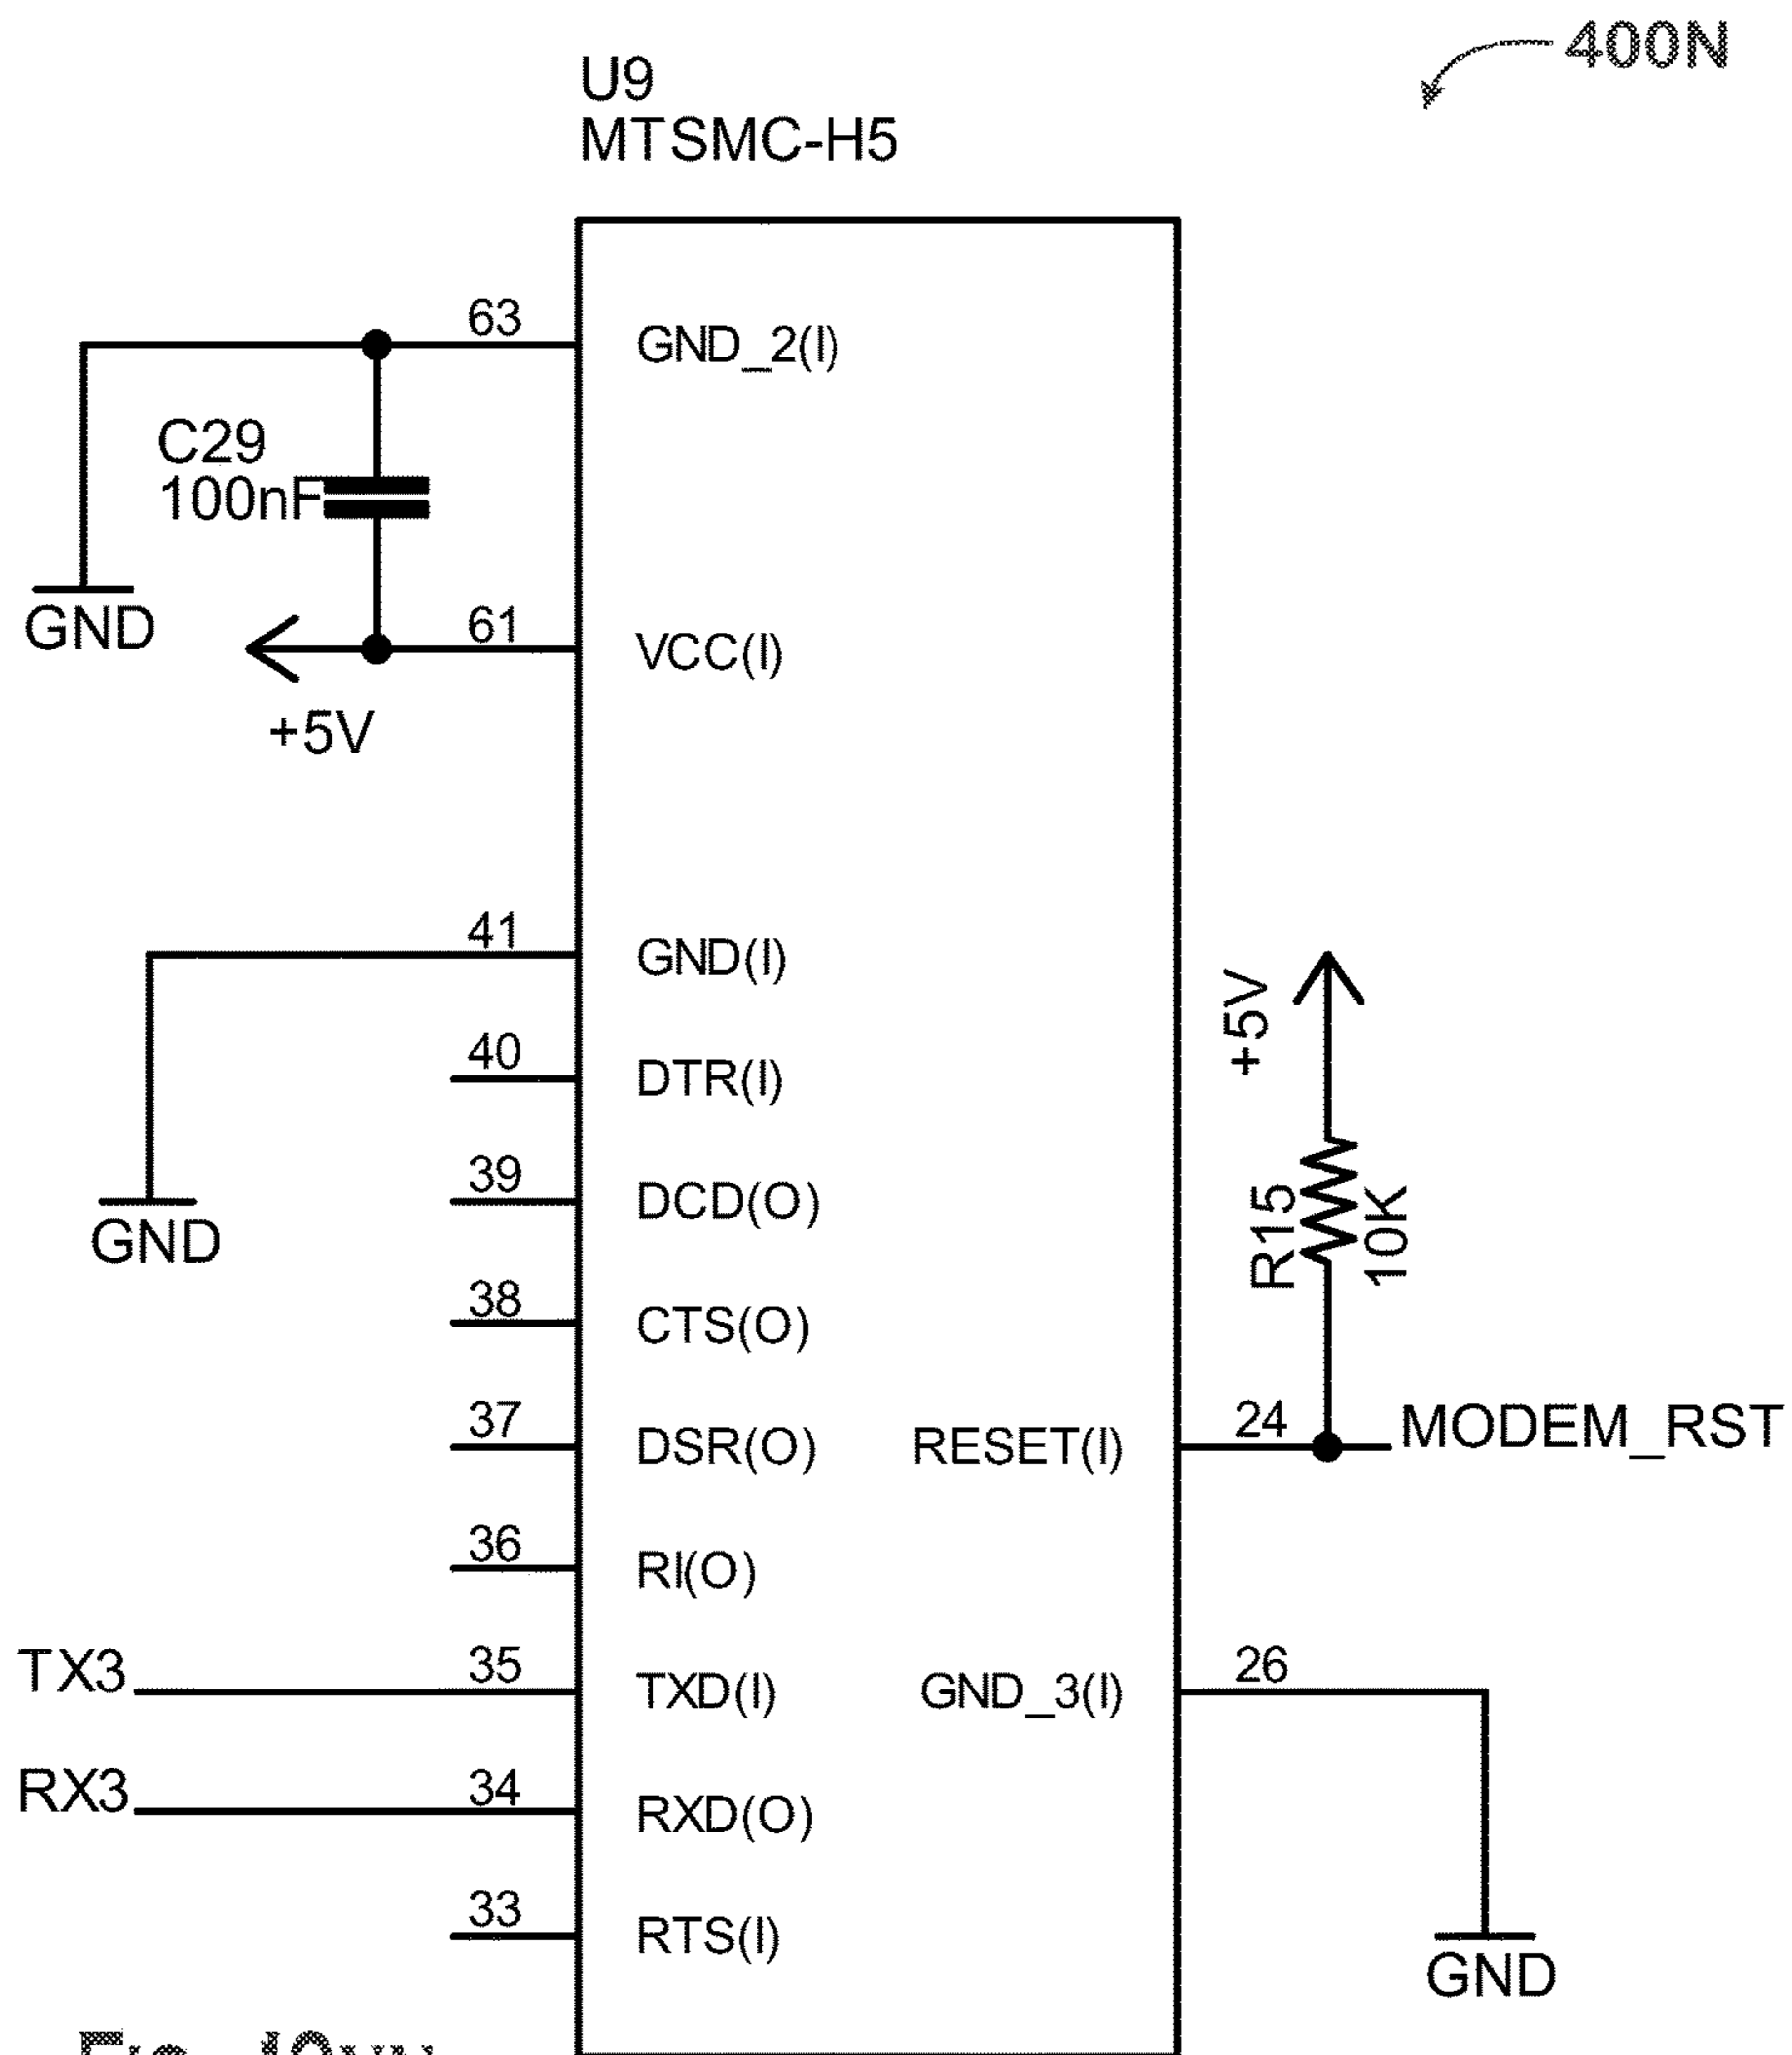 400N
U9
MTSMC-H5
63
GND_2(I)
C29
100nF
GND
61
VCC(I)
+5V
41
GND(I)
GND
40
DTR(I)
39
DCD(O)
38
CTS(O)
37
DSR(O)
36
RI(O)
TX3
35
TXD(I)
RX3
34
RXD(O)
33
RTS(I)
+5V
R15
10K
RESET(I)
24
MODEM_RST
GND_3(I)
26
GND